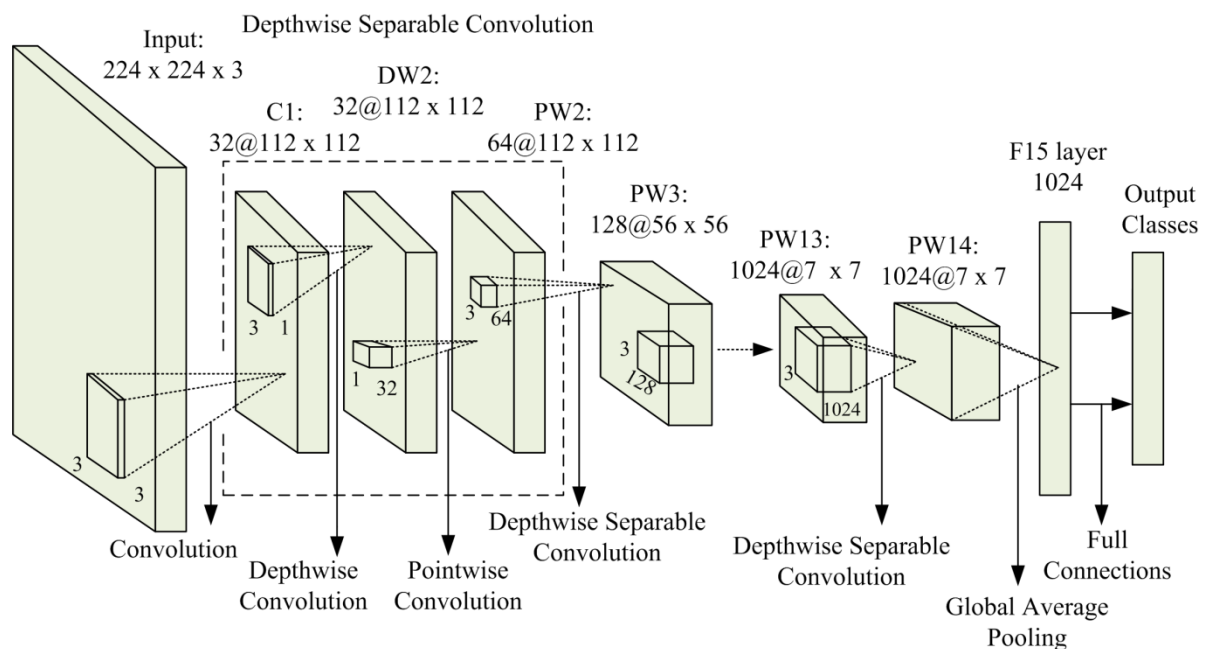 Depthwise Separable Convolution
Input:
224 x 224 x 3
C1:
32@112 x 112
DW2:
32@112 x 112
PW2:
64@112 x 112
PW3:
128@56 x 56
PW13:
1024@7 x 7
PW14:
1024@7 x 7
F15 layer
1024
Output
Classes
3
3
3
1
1
32
3
64
3
128
3
1024
Convolution
Depthwise
Convolution
Pointwise
Convolution
Depthwise Separable
Convolution
Depthwise Separable
Convolution
Global Average
Pooling
Full
Connections